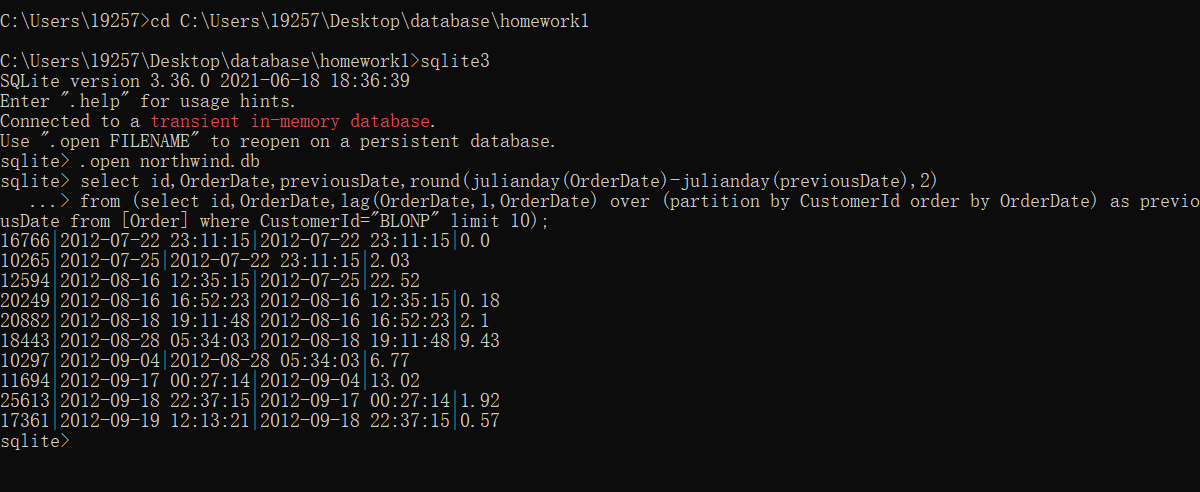 C:\Users\19257>cd C:\Users\19257\Desktop\database\homework1
C:\Users\19257\Desktop\database\homework1>sqlite3
SQLite version 3.36.0 2021-06-18 18:36:39
Enter ".help" for usage hints.
Connected to a transient in-memory database.
Use ".open FILENAME" to reopen on a persistent database.
sqlite> .open northwind.db
sqlite> select id,OrderDate,previousDate,round(julianday(OrderDate)-julianday(previousDate),2)
   ...> from (select id,OrderDate,lag(OrderDate,1,OrderDate) over (partition by CustomerId order by OrderDate) as previo
usDate from [Order] where CustomerId="BLONP" limit 10);
16766|2012-07-22 23:11:15|2012-07-22 23:11:15|0.0
10265|2012-07-25|2012-07-22 23:11:15|2.03
12594|2012-08-16 12:35:15|2012-07-25|22.52
20249|2012-08-16 16:52:23|2012-08-16 12:35:15|0.18
20882|2012-08-18 19:11:48|2012-08-16 16:52:23|2.1
18443|2012-08-28 05:34:03|2012-08-18 19:11:48|9.43
10297|2012-09-04|2012-08-28 05:34:03|6.77
11694|2012-09-17 00:27:14|2012-09-04|13.02
25613|2012-09-18 22:37:15|2012-09-17 00:27:14|1.92
17361|2012-09-19 12:13:21|2012-09-18 22:37:15|0.57
sqlite>